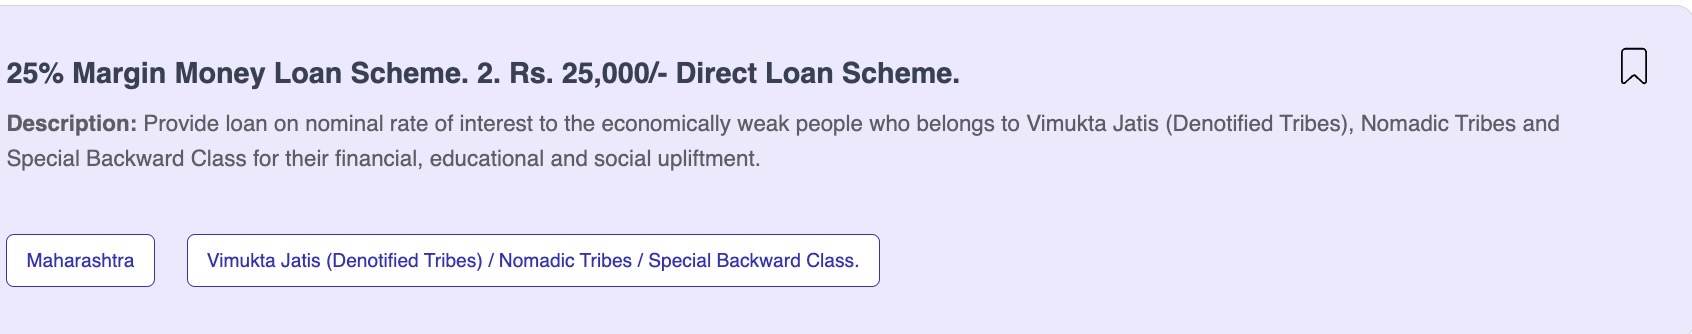 25% Margin Money Loan Scheme. 2. Rs. 25,000/- Direct Loan Scheme.
Description: Provide loan on nominal rate of interest to the economically weak people who belongs to Vimukta Jatis (Denotified Tribes), Nomadic Tribes and
Special Backward Class for their financial, educational and social upliftment.
Maharashtra
Vimukta Jatis (Denotified Tribes) / Nomadic Tribes / Special Backward Class.